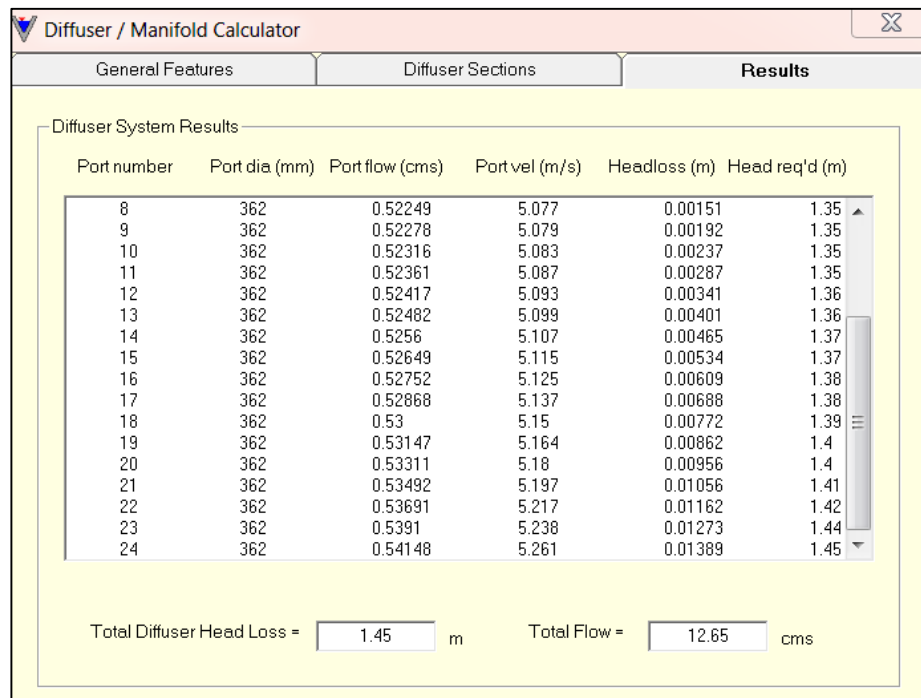 Diffuser / Manifold Calculator
General Features Diffuser Sections Results
Diffuser System Results
Port number Port dia (mm) Port flow (cms) Port vel (m/s) Headloss (m) Head req'd (m)
8 362 0.52249 5.077 0.00151 1.35
9 362 0.52278 5.079 0.00192 1.35
10 362 0.52316 5.083 0.00237 1.35
11 362 0.52361 5.087 0.00287 1.35
12 362 0.52417 5.093 0.00341 1.36
13 362 0.52482 5.099 0.00401 1.36
14 362 0.5256 5.107 0.00465 1.37
15 362 0.52649 5.115 0.00534 1.37
16 362 0.52752 5.125 0.00609 1.38
17 362 0.52868 5.137 0.00688 1.38
18 362 0.53 5.15 0.00772 1.39
19 362 0.53147 5.164 0.00862 1.4
20 362 0.53311 5.18 0.00956 1.4
21 362 0.53492 5.197 0.01056 1.41
22 362 0.53691 5.217 0.01162 1.42
23 362 0.5391 5.238 0.01273 1.44
24 362 0.54148 5.261 0.01389 1.45
Total Diffuser Head Loss = 1.45 m Total Flow = 12.65 cms